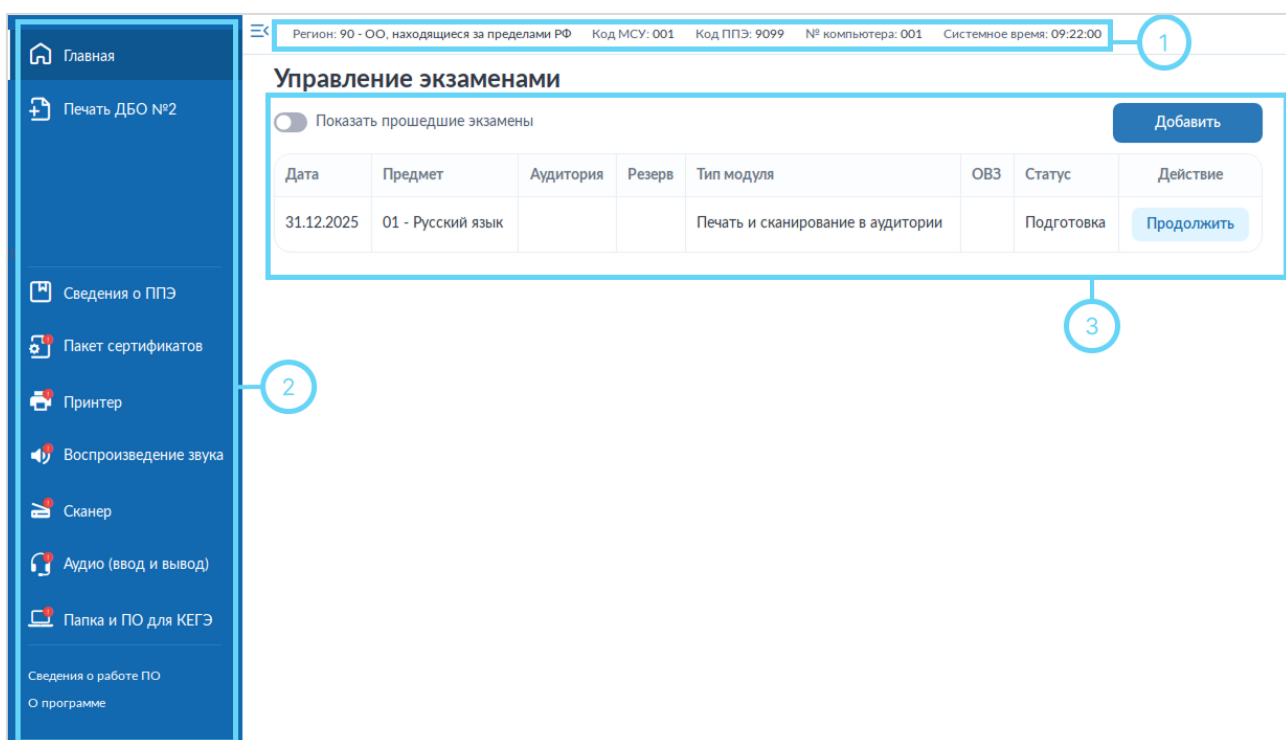 Главная
Печать ДБО №2
Сведения о ППЭ
Пакет сертификатов
Принтер
Воспроизведение звука
Сканер
Аудио (ввод и вывод)
Папка и ПО для КЕГЭ
Сведения о работе ПО
О программе
2
Регион: 90 - ОО, находящиеся за пределами РФ Код МСУ: 001 Код ППЭ: 9099 № компьютера: 001 Системное время: 09:22:00
1
Управление экзаменами
Показать прошедшие экзамены Добавить
Дата Предмет Аудитория Резерв Тип модуля ОВЗ Статус Действие
31.12.2025 01 - Русский язык Печать и сканирование в аудитории Подготовка Продолжить
3